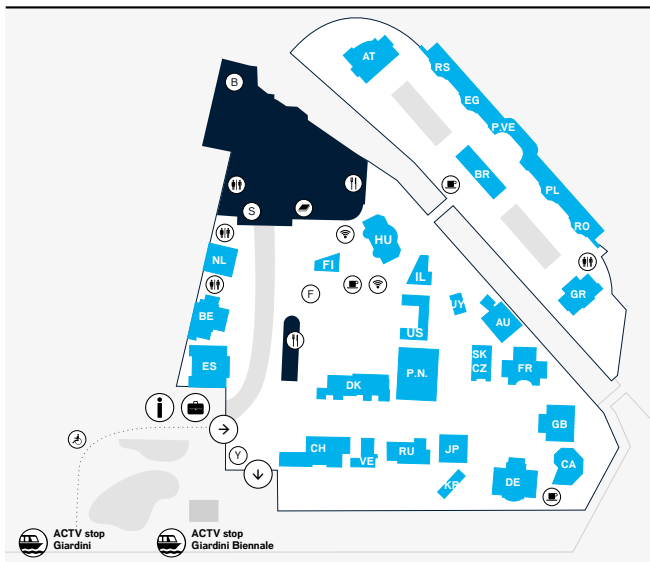 AT
RS
B
EG
P.VE
BR
PL
S
RO
HU
NL
FI
IL
GR
F
BE
UY
AU
US
SK
CZ
ES
P.N.
FR
DK
i
GB
Y
CH
VE
RU
JP
CA
KR
DE
ACTV stop
Giardini
ACTV stop
Giardini Biennale